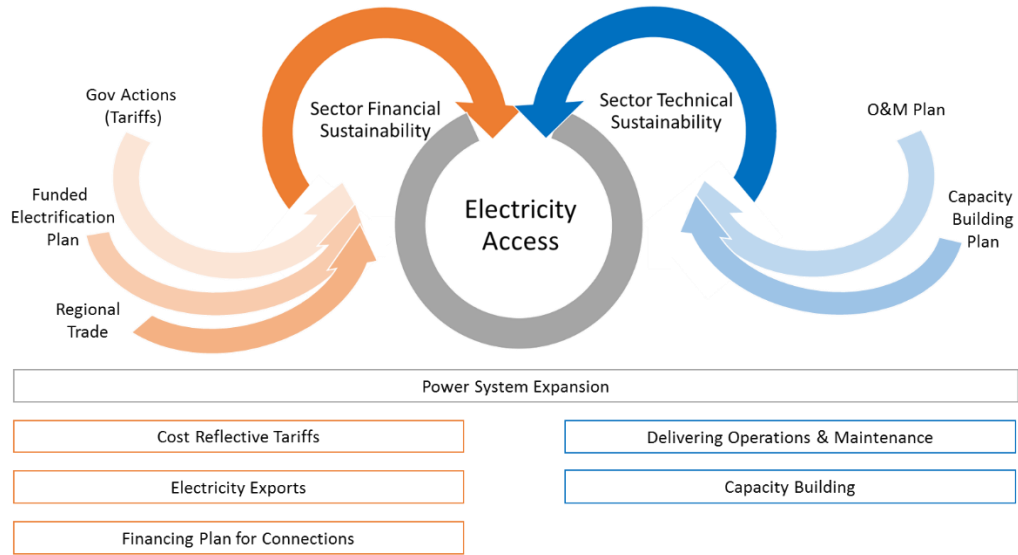 Gov Actions
(Tariffs)
Funded
Electrification
Plan
Regional
Trade
Sector Financial
Sustainability
Electricity
Access
Sector Technical
Sustainability
O&M Plan
Capacity
Building
Plan
Power System Expansion
Cost Reflective Tariffs
Delivering Operations & Maintenance
Electricity Exports
Capacity Building
Financing Plan for Connections